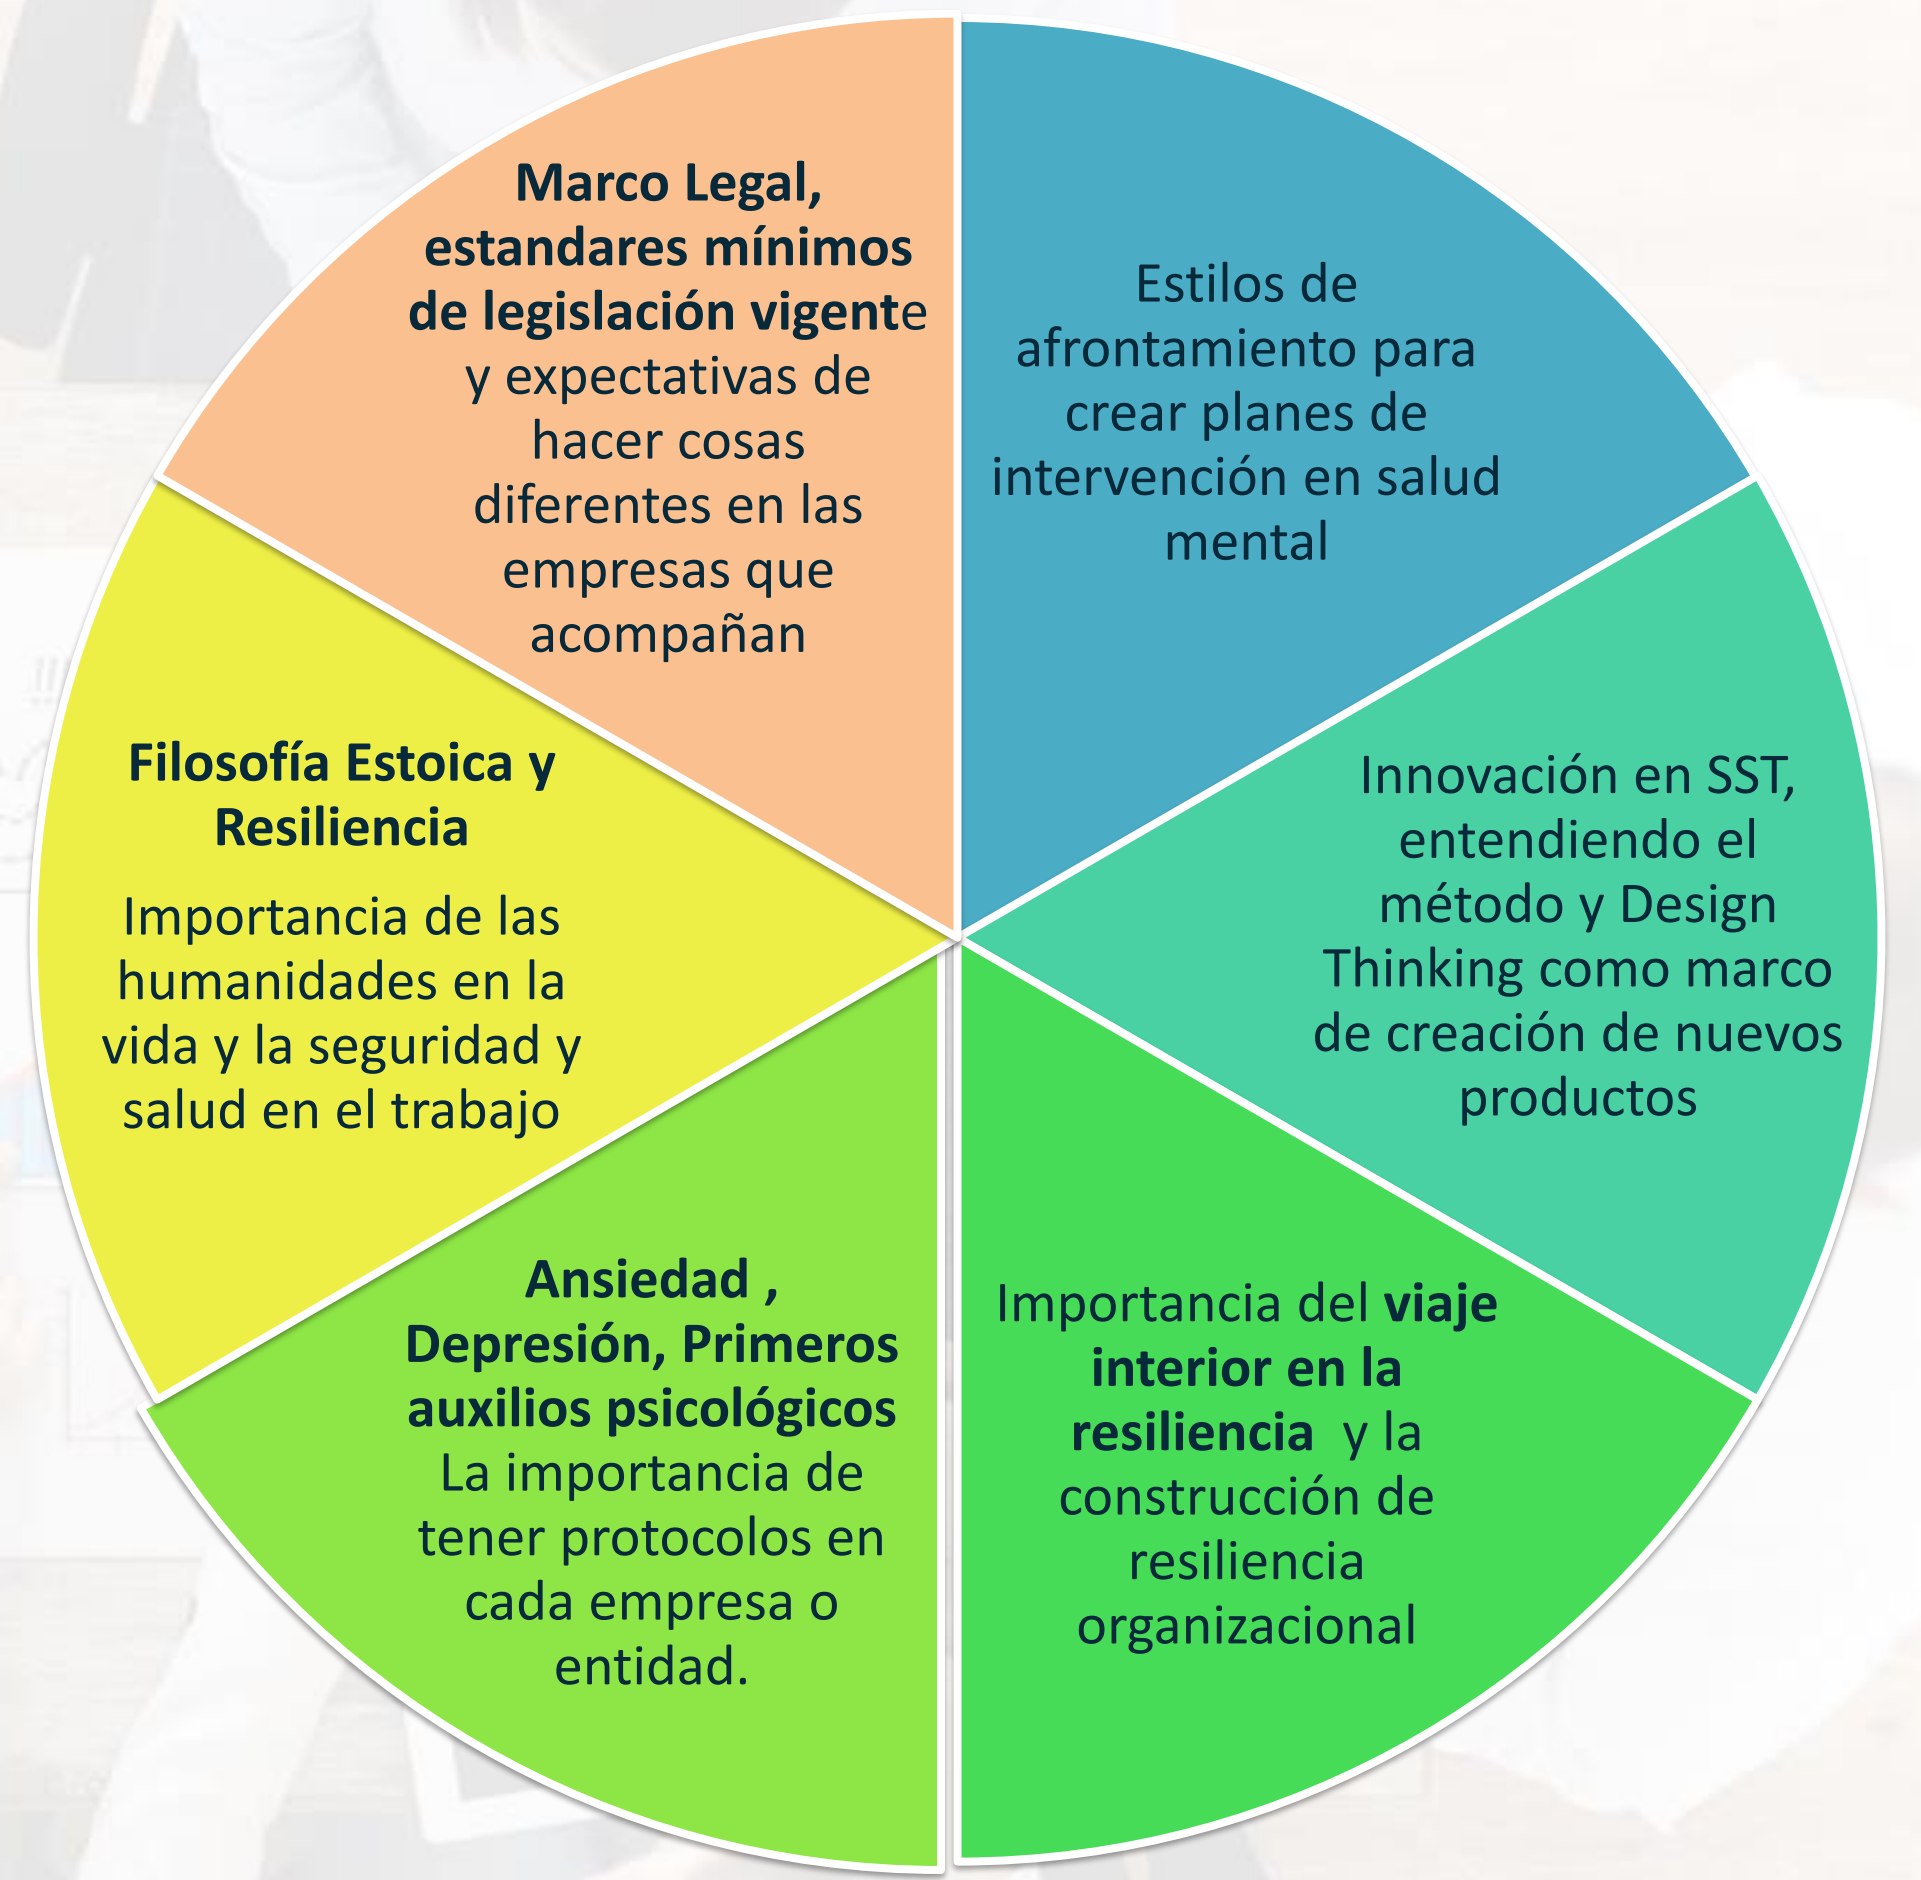 Marco Legal,
estandares mínimos
de legislación vigente
y expectativas de
hacer cosas
diferentes en las
empresas que
acompañan
Estilos de
afrontamiento para
crear planes de
intervención en salud
mental
Innovación en SST,
entendiendo el
método y Design
Thinking como marco
de creación de nuevos
productos
Importancia del viaje
interior en la
resiliencia y la
construcción de
resiliencia
organizacional
Ansiedad ,
Depresión, Primeros
auxilios psicológicos
La importancia de
tener protocolos en
cada empresa o
entidad.
Filosofía Estoica y
Resiliencia
Importancia de las
humanidades en la
vida y la seguridad y
salud en el trabajo